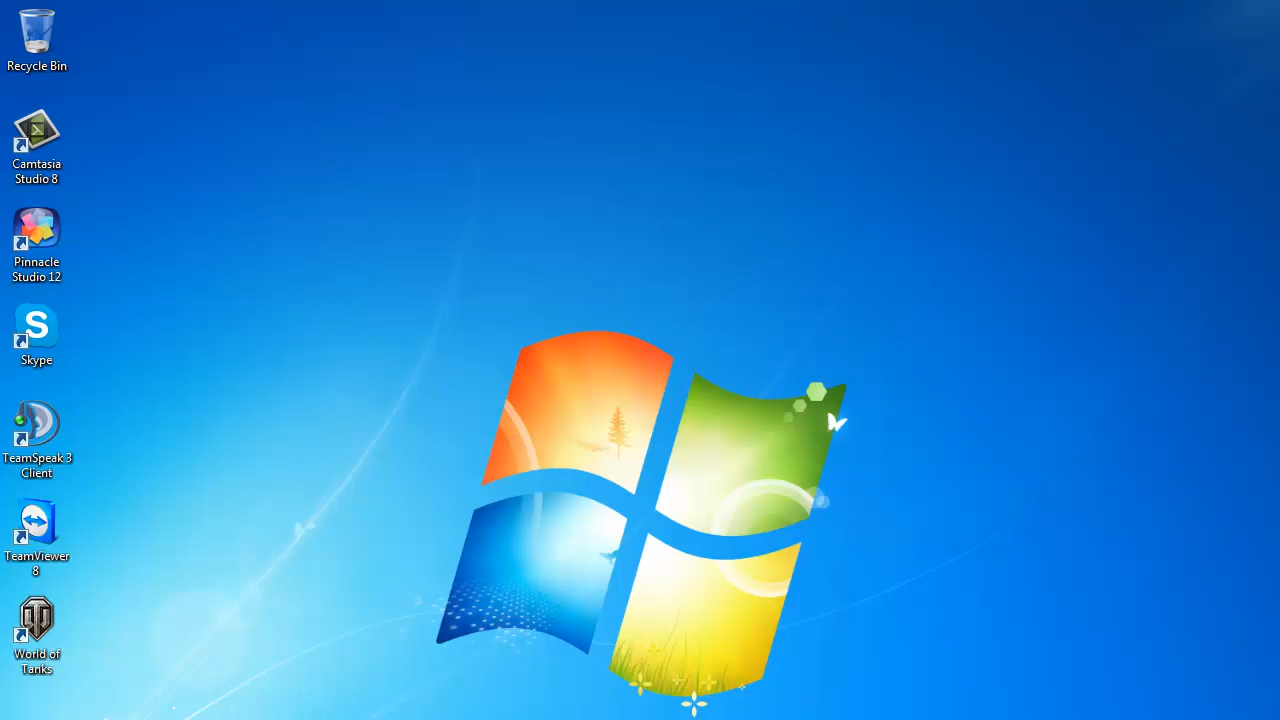 Recycle Bin
Camtasia
Studio 8
Pinnacle
Studio 12
Skype
TeamSpeak 3
Client
TeamViewer
8
World of
Tanks